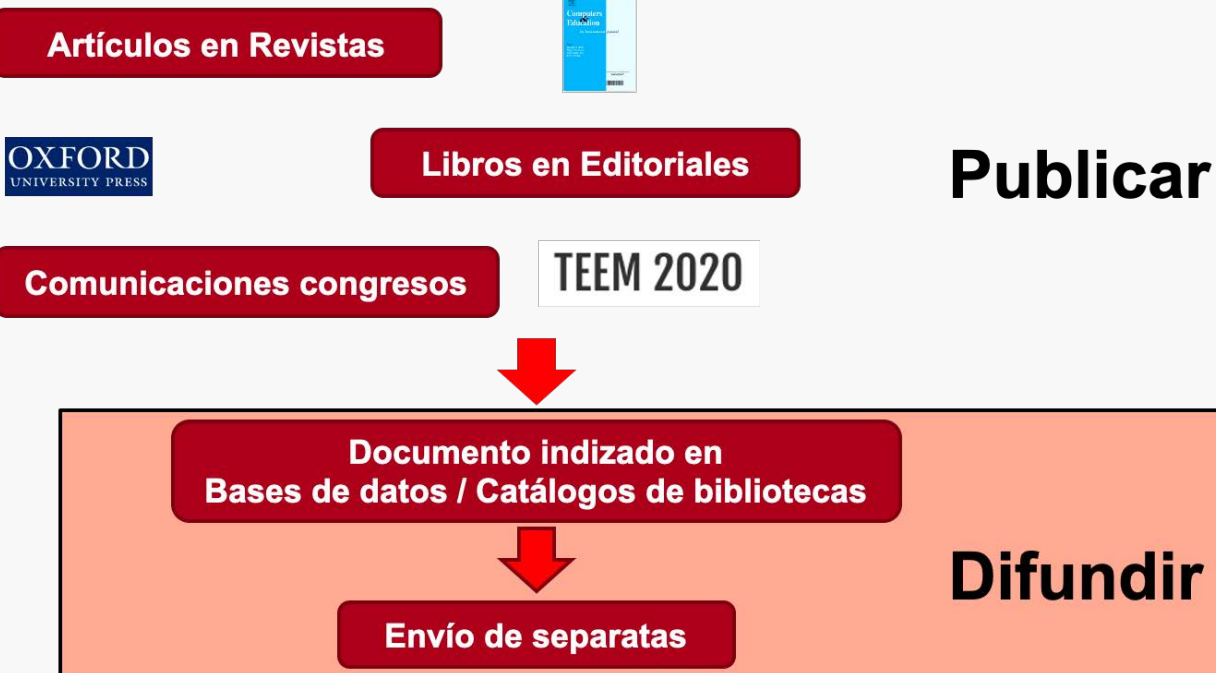 Computers
&
Education
Artículos en Revistas
OXFORD
UNIVERSITY PRESS
Libros en Editoriales
Publicar
Comunicaciones congresos
TEEM 2020
Documento indizado en
Bases de datos / Catálogos de bibliotecas
Difundir
Envío de separatas